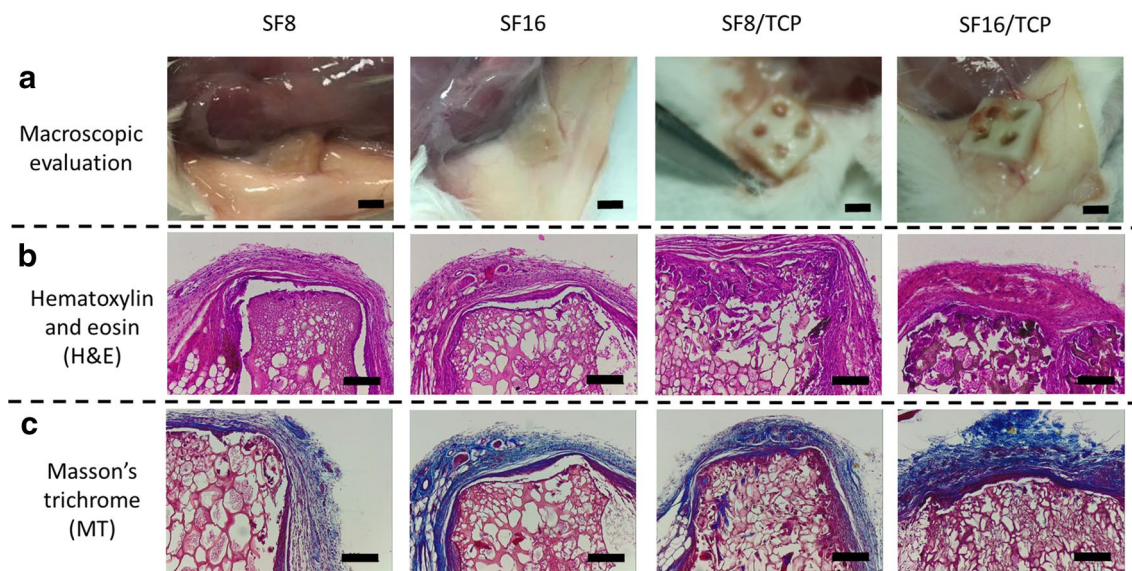 SF8 SF16 SF8/TCP SF16/TCP
a
Macroscopic
evaluation
b
Hematoxylin
and eosin
(H&E)
c
Masson's
trichrome
(MT)